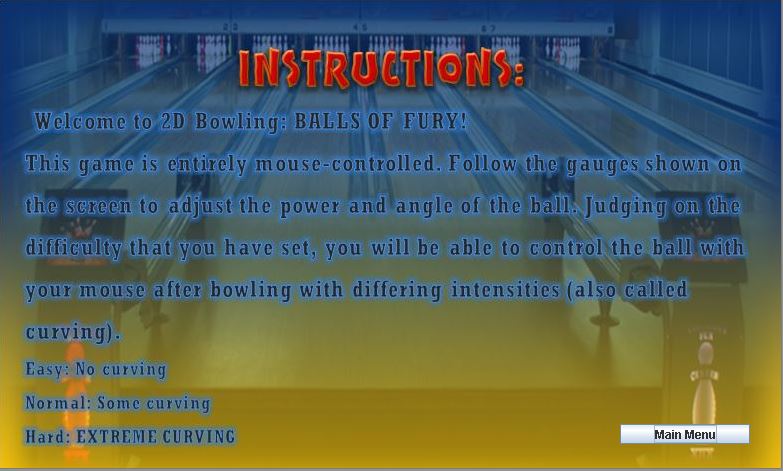 INSTRUCTIONS:
Welcome to 2D Bowling: BALLS OF FURY!
This game is entirely mouse-controlled. Follow the gauges shown on
the screen to adjust the power and angle of the ball. Judging on the
difficulty that you have set, you will be able to control the ball with
your mouse after bowling with differing intensities (also called
curving).
Easy: No curving
Normal: Some curving
Hard: EXTREME CURVING
Main Menu